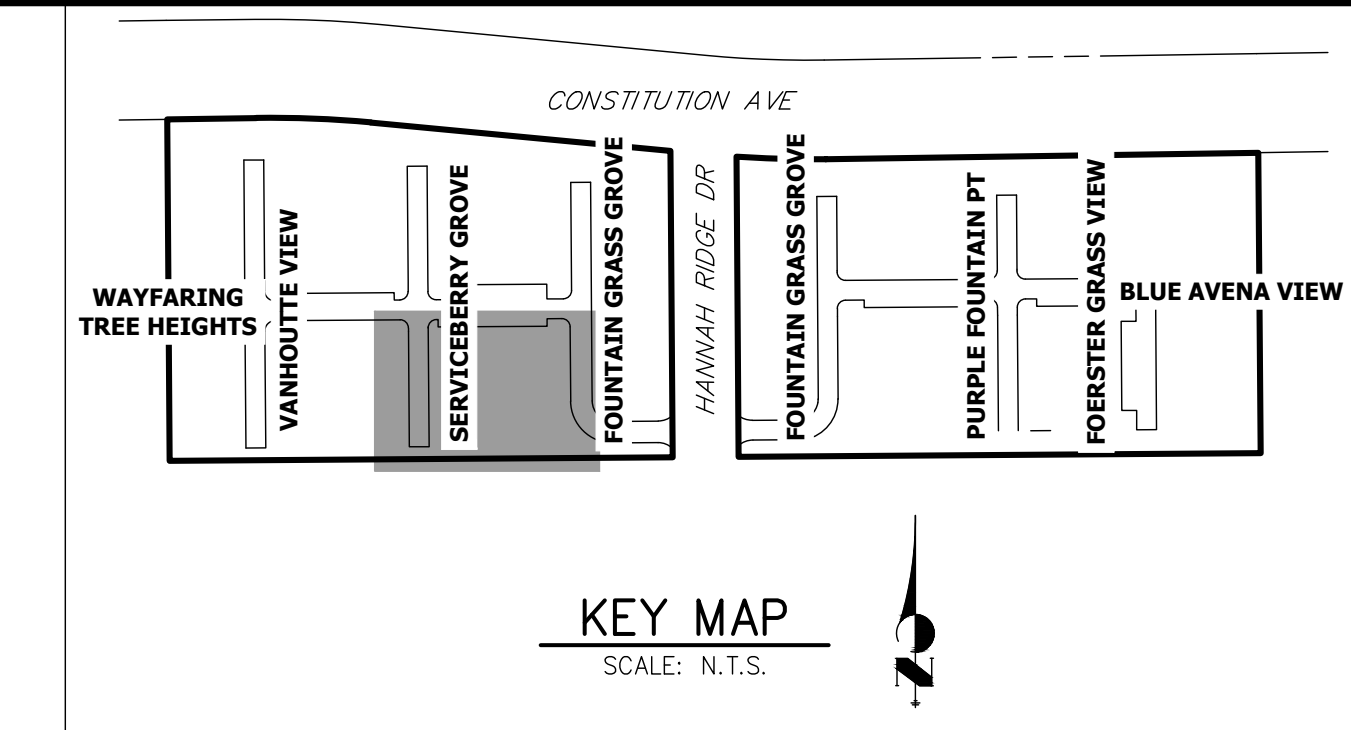 CONSTITUTION AVE
WAYFARING
TREE HEIGHTS
VANHOUTTE VIEW
SERVICEBERRY GROVE
FOUNTAIN GRASS GROVE
HANNAH RIDGE DR
FOUNTAIN GRASS GROVE
PURPLE FOUNTAIN PT
FOERSTER GRASS VIEW
BLUE AVENA VIEW
KEY MAP
SCALE: N.T.S.
N